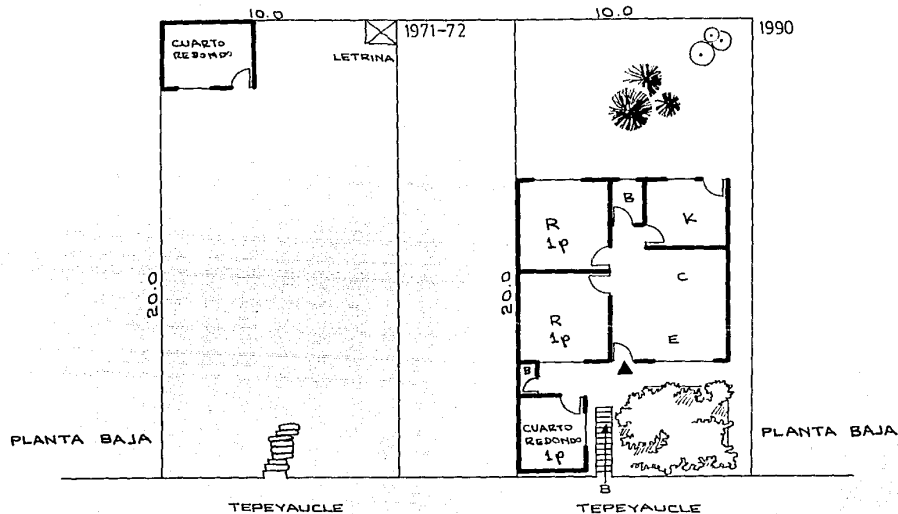 10.0
1971-72
CUARTO
REDONDO
LETRINA
20.0
PLANTA BAJA
TEPEYAUCLE
10.0
1990
B
K
R
1p
C
20.0
R
1p
E
B
CUARTO
REDONDO
1p
B
PLANTA BAJA
TEPEYAUCLE